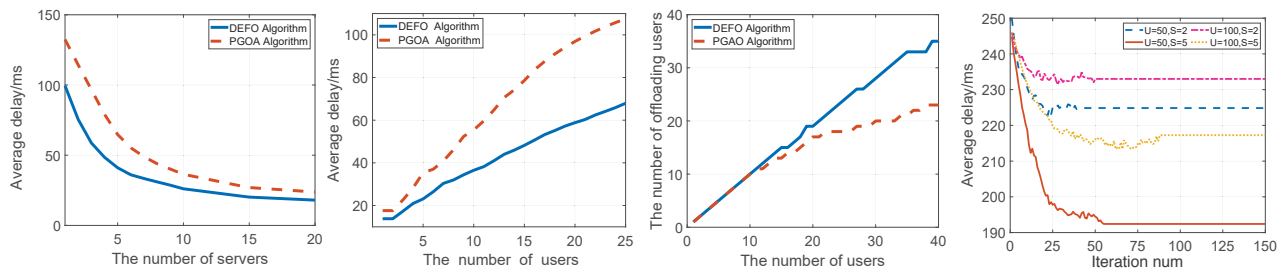 Average delay/ms
150
100
50
0
5
10
15
20
The number of servers
DEFO Algorithm
PGOA Algorithm
Average delay/ms
100
80
60
40
20
5
10
15
20
25
The number of users
DEFO Algorithm
PGOA Algorithm
The number of offloading users
40
30
20
10
0
0
10
20
30
40
The number of users
DEFO Algorithm
PGAO Algorithm
Average delay/ms
250
240
230
220
210
200
190
0
25
50
75
100
125
150
Iteration num
U=50,S=2
U=100,S=2
U=50,S=5
U=100,S=5